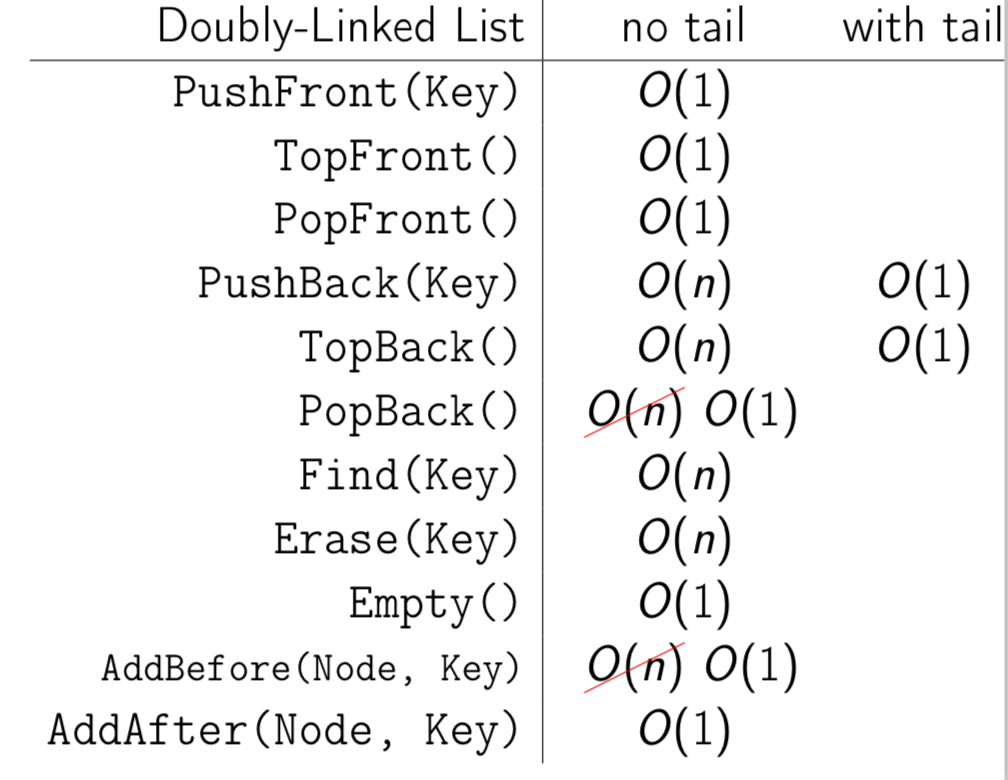 Doubly-Linked List no tail with tail
PushFront(Key) O(1)
TopFront() O(1)
PopFront() O(1)
PushBack(Key) O(n) O(1)
TopBack() O(n) O(1)
PopBack() O(n) O(1)
Find(Key) O(n)
Erase(Key) O(n)
Empty() O(1)
AddBefore(Node, Key) O(n) O(1)
AddAfter(Node, Key) O(1)